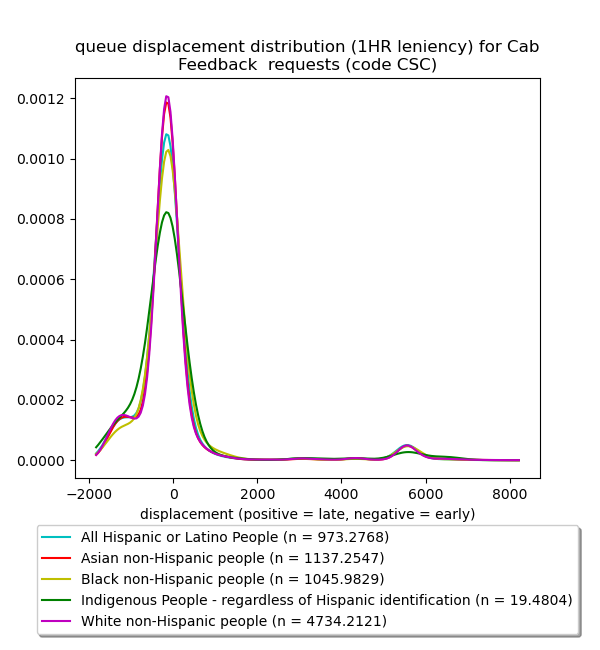 queue displacement distribution (1HR leniency) for Cab
Feedback  requests (code CSC)
0.0012
0.0010
0.0008
0.0006
0.0004
0.0002
0.0000
−2000 0 2000 4000 6000 8000
displacement (positive = late, negative = early)
All Hispanic or Latino People (n = 973.2768)
Asian non-Hispanic people (n = 1137.2547)
Black non-Hispanic people (n = 1045.9829)
Indigenous People - regardless of Hispanic identification (n = 19.4804)
White non-Hispanic people (n = 4734.2121)